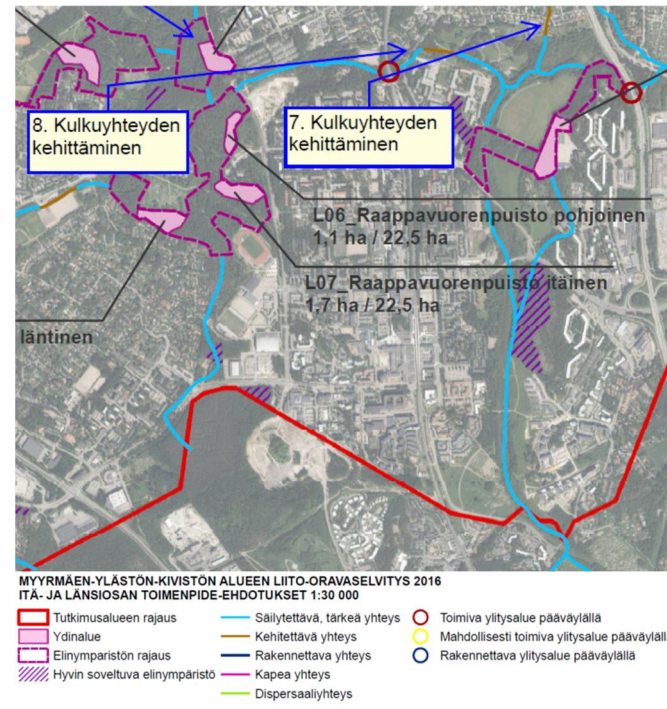 8. Kulkuyhteyden
kehittäminen
7. Kulkuyhteyden
kehittäminen
L06_Raappavuorenpuisto pohjoinen
1,1 ha / 22,5 ha
L07_Raappavuorenpuisto itäinen
1,7 ha / 22,5 ha
läntinen
MYYRMÄEN-YLÄSTÖN-KIVISTÖN ALUEEN LIITO-ORAVASELVITYS 2016
ITÄ- JA LÄNSIOSAN TOIMENPIDE-EHDOTUKSET 1:30 000
Tutkimusalueen rajaus
Ydinalue
Elinympäristön rajaus
Hyvin soveltuva elinympäristö
Säilytettävä, tärkeä yhteys
Kehitettävä yhteys
Rakennettava yhteys
Kapea yhteys
Dispersaaliyhteys
Toimiva ylitysalue pääväylällä
Mahdollisesti toimiva ylitysalue pääväyläll
Rakennettava ylitysalue pääväylällä